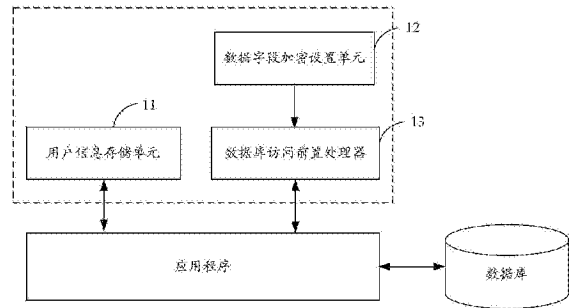 12
数据字段加密设置单元
11
13
用户信息存储单元
数据库访问前置处理器
应用程序
数据库